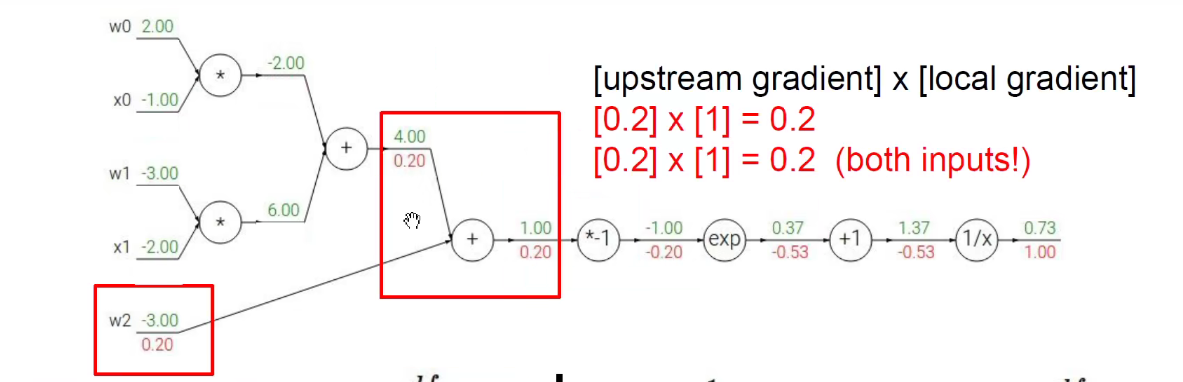 w0 2.00
-2.00
*
x0 -1.00
[upstream gradient] x [local gradient]
[0.2] x [1] = 0.2
[0.2] x [1] = 0.2 (both inputs!)
4.00
+
0.20
w1 -3.00
6.00
*
x1 -2.00
1.00 -1.00 0.37 1.37 0.73
+ *-1 exp +1 1/x
0.20 -0.20 -0.53 -0.53 1.00
w2 -3.00
0.20